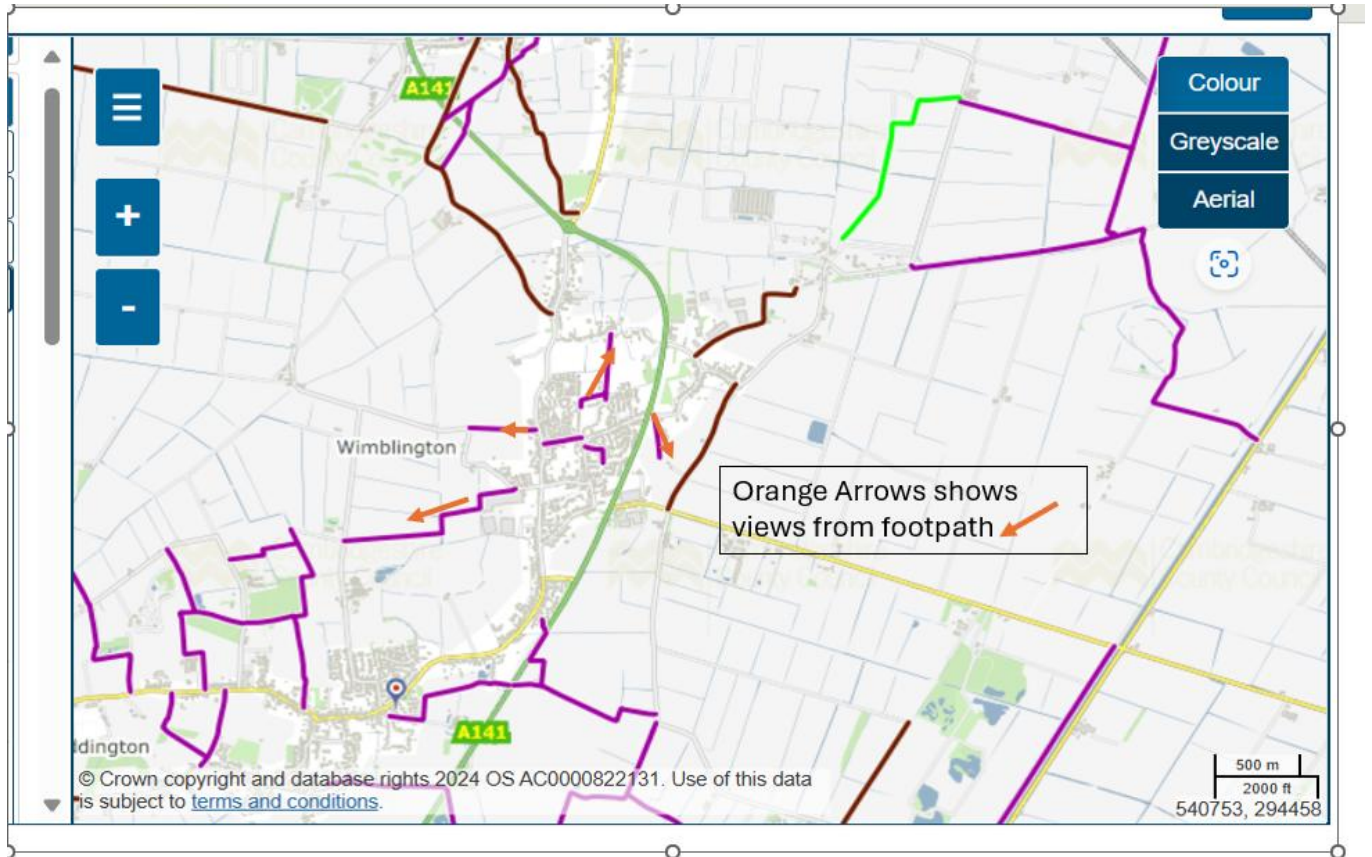 A141
☰
Colour
Greyscale
Aerial
+
-
Wimblington
Orange Arrows shows
views from footpath
A141
ddington
© Crown copyright and database rights 2024 OS AC0000822131. Use of this data
is subject to terms and conditions.
500 m
2000 ft
540753, 294458